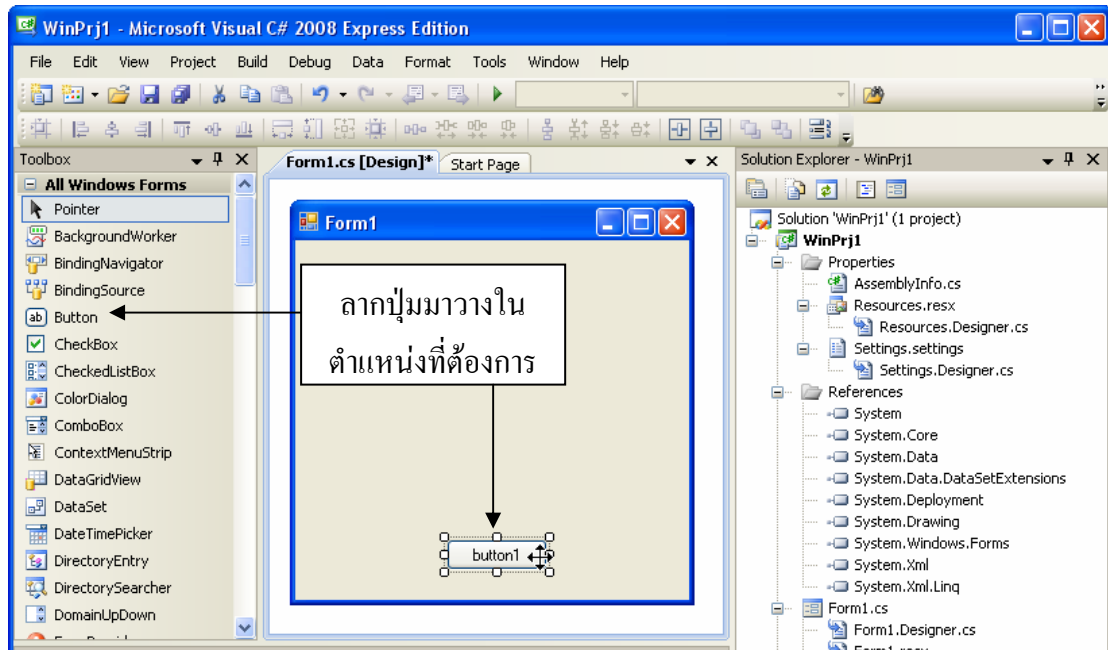 WinPrj1 - Microsoft Visual C# 2008 Express Edition
File Edit View Project Build Debug Data Format Tools Window Help
Toolbox
All Windows Forms
Pointer
BackgroundWorker
BindingNavigator
BindingSource
Button
CheckBox
CheckedListBox
ColorDialog
ComboBox
ContextMenuStrip
DataGridView
DataSet
DateTimePicker
DirectoryEntry
DirectorySearcher
DomainUpDown
Form1.cs [Design]* Start Page
Form1
ลากปุ่มมาวางใน
ตำแหน่งที่ต้องการ
button1
Solution Explorer - WinPrj1
Solution 'WinPrj1' (1 project)
WinPrj1
Properties
AssemblyInfo.cs
Resources.resx
Resources.Designer.cs
Settings.settings
Settings.Designer.cs
References
System
System.Core
System.Data
System.Data.DataSetExtensions
System.Deployment
System.Drawing
System.Windows.Forms
System.Xml
System.Xml.Linq
Form1.cs
Form1.Designer.cs